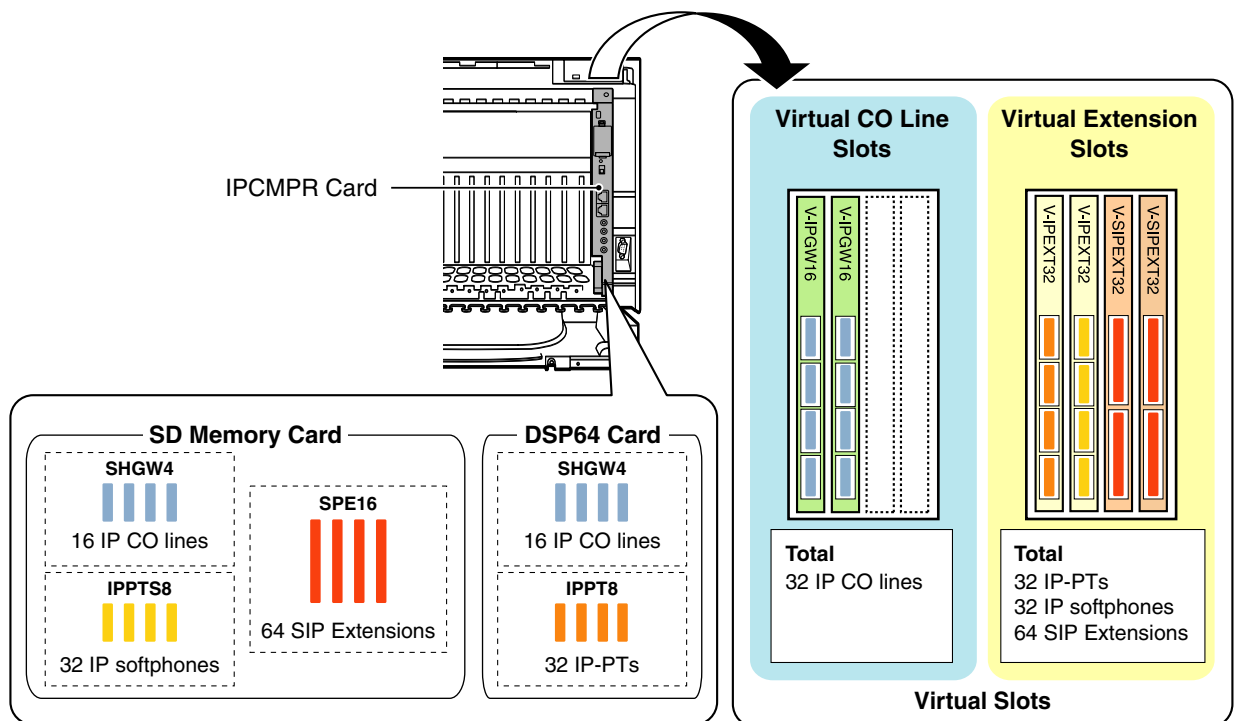 IPCMPR Card
Virtual CO Line
Slots
V-IPGW16
V-IPGW16
Total
32 IP CO lines
Virtual Extension
Slots
V-IPEXT32
V-IPEXT32
V-SIPEXT32
V-SIPEXT32
Total
32 IP-PTs
32 IP softphones
64 SIP Extensions
Virtual Slots
SD Memory Card
SHGW4
16 IP CO lines
IPPTS8
32 IP softphones
SPE16
64 SIP Extensions
DSP64 Card
SHGW4
16 IP CO lines
IPPT8
32 IP-PTs